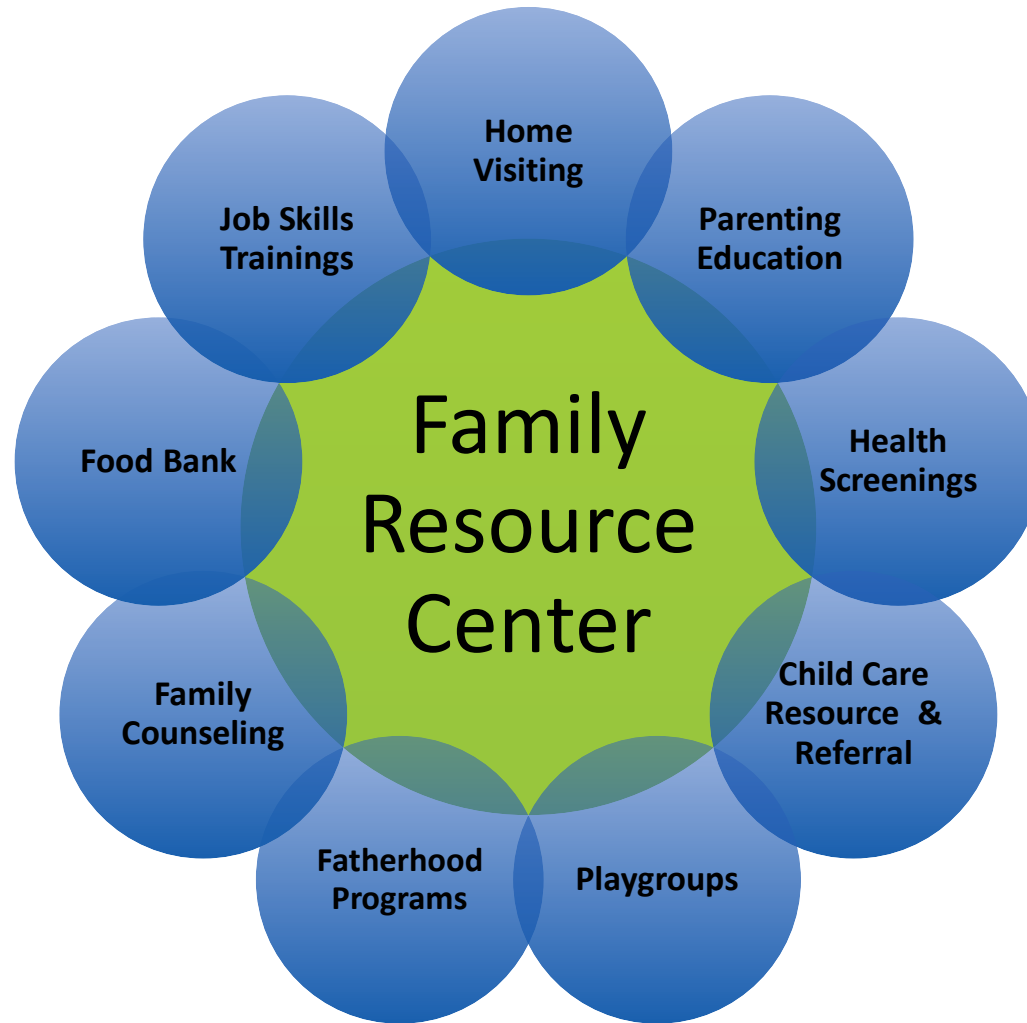 Home
Visiting
Parenting
Education
Health
Screenings
Child Care
Resource  &
Referral
Playgroups
Fatherhood
Programs
Family
Counseling
Food Bank
Job Skills
Trainings
Family
Resource
Center